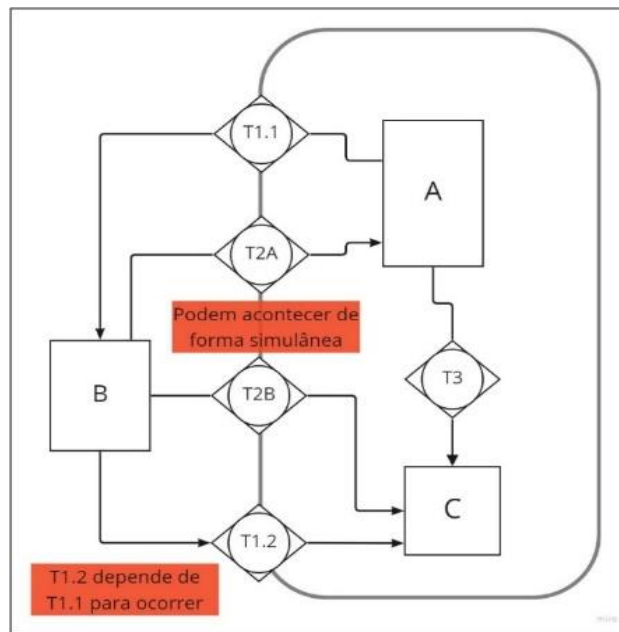 T1.1
A
T2A
Podem acontecer de
forma simulânea
T3
B
T2B
C
T1.2
T1.2 depende de
T1.1 para ocorrer
miro